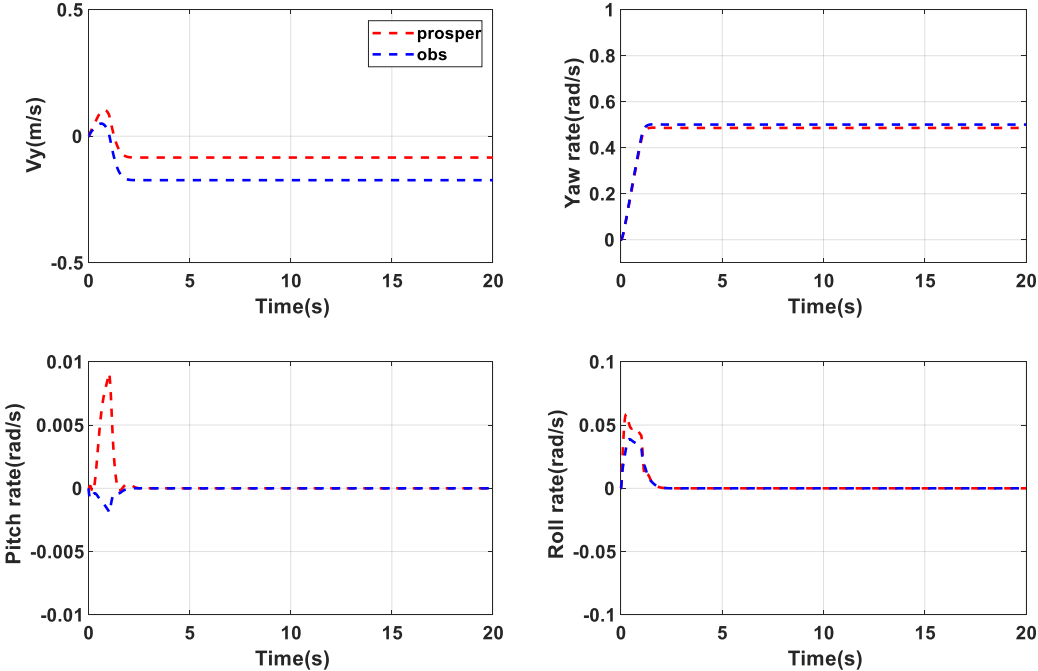 0.5
0
-0.5
Vy(m/s)
prosper
obs
0 5 10 15 20
Time(s)
1
0.8
0.6
0.4
0.2
0
Yaw rate(rad/s)
0 5 10 15 20
Time(s)
0.01
0.005
0
-0.005
-0.01
Pitch rate(rad/s)
0 5 10 15 20
Time(s)
0.1
0.05
0
-0.05
-0.1
Roll rate(rad/s)
0 5 10 15 20
Time(s)